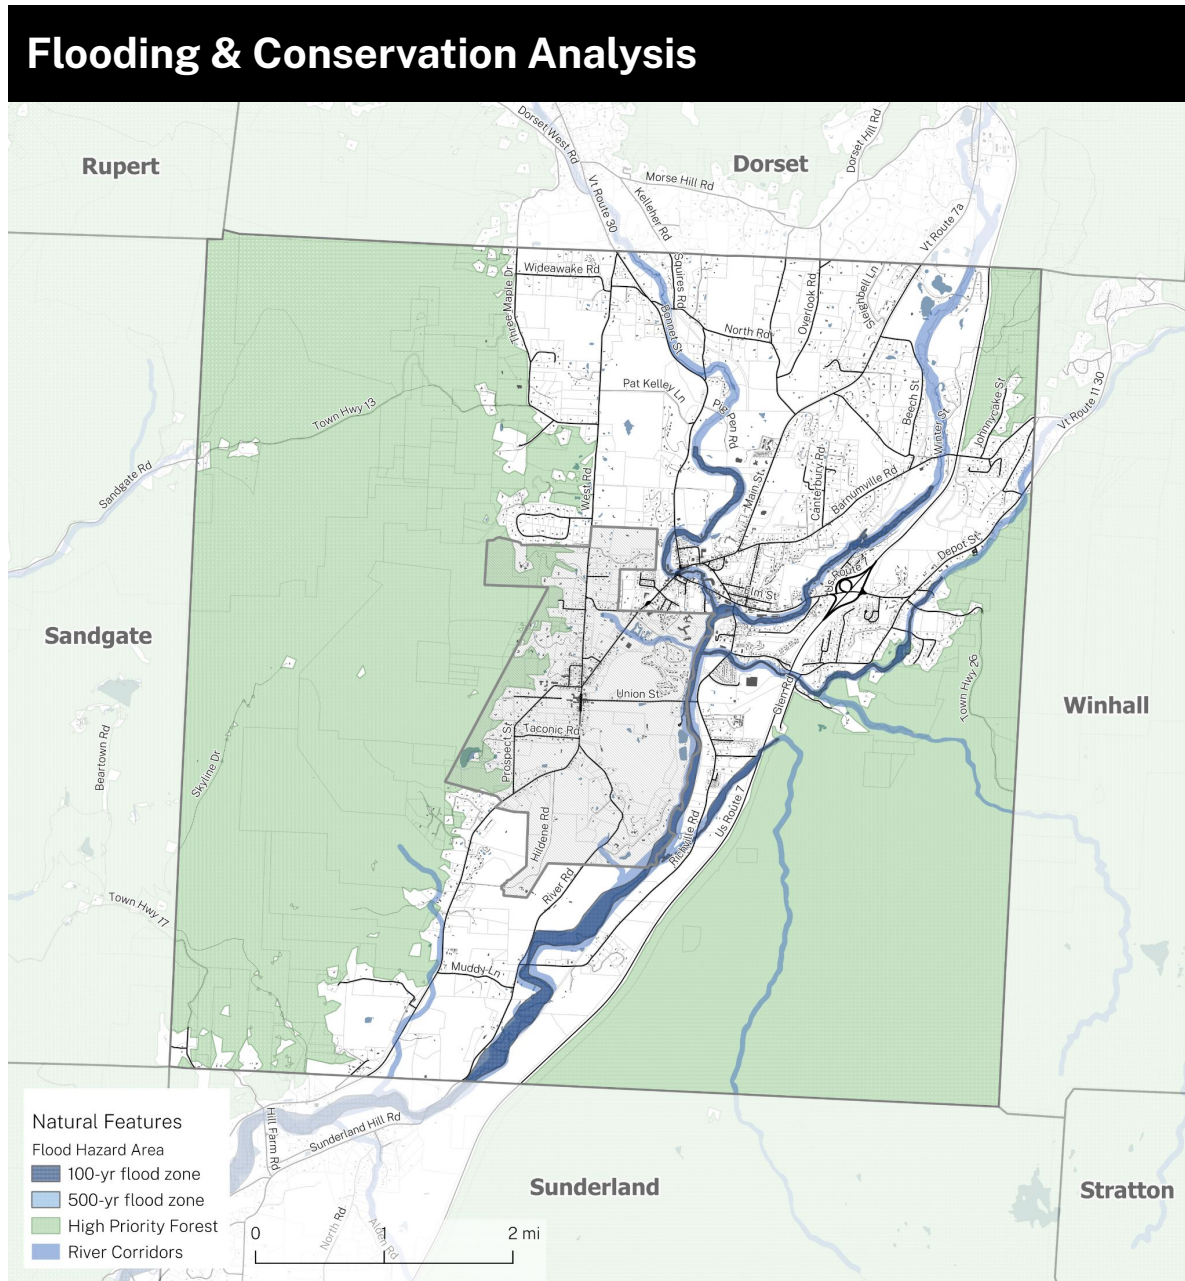 Flooding & Conservation Analysis
Rupert
Dorset
Dorset West Rd
Dorset Hill Rd
Morse Hill Rd
Vt Route 30
Kelleher Rd
Vt Route 7a
Wideawake Rd
Squires Rd
Three Maple Dr
Overlook Rd
Sleighbell Ln
Bonnet St
North Rd
Pat Kelley Ln
Pig Pen Rd
Beech St
Winter St
Johnnycake St
Vt Route 11 30
Town Hwy 13
Sandgate Rd
West Rd
Main St
Canterbury Rd
Barnumville Rd
Us Route 7
Depot St
Elm St
Sandgate
Town Hwy 26
Winhall
Union St
Glen Rd
Taconic Rd
Prospect St
Beartown Rd
Skyline Dr
Hildene Rd
Richville Rd
Us Route 7
River Rd
Town Hwy 17
Muddy Ln
Natural Features
Flood Hazard Area
100-yr flood zone
500-yr flood zone
High Priority Forest
River Corridors
Hill Farm Rd
Sunderland Hill Rd
North Rd
Alden Rd
Sunderland
Stratton
0 1 2 mi